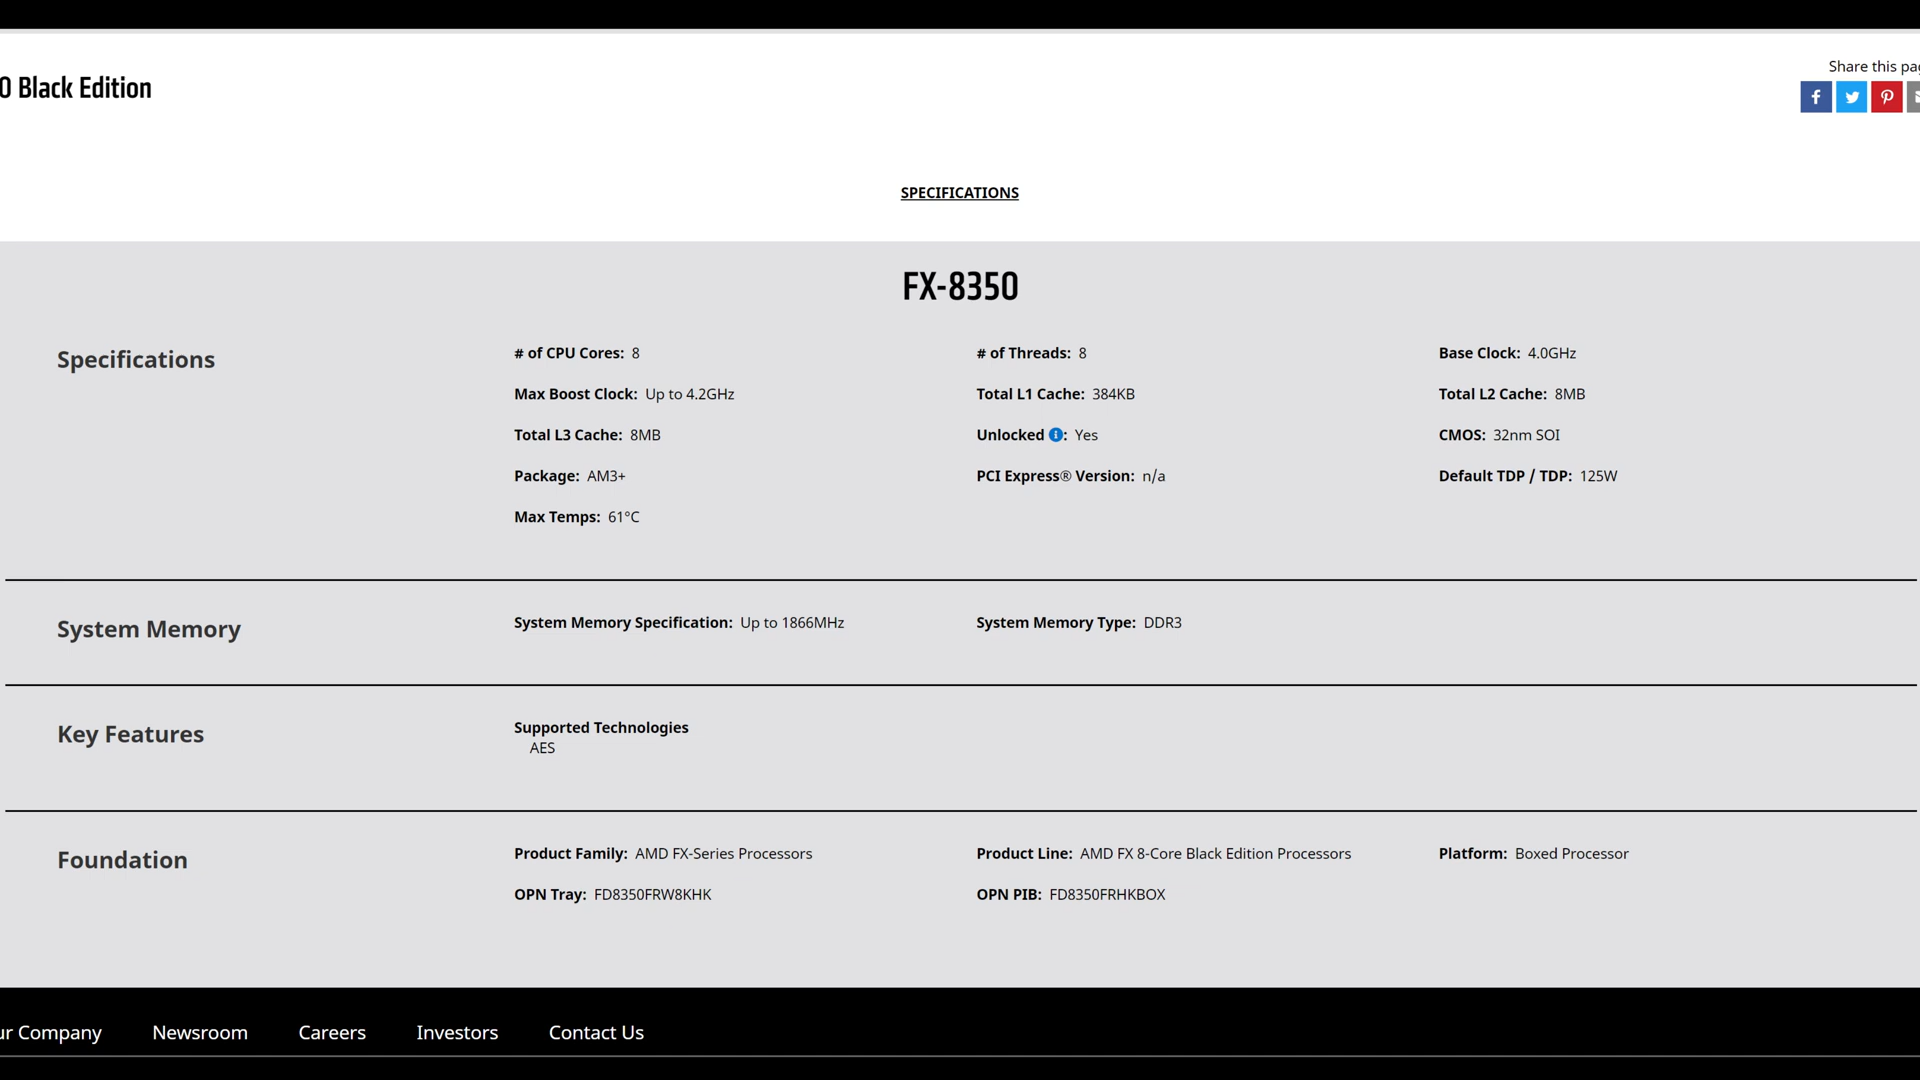 Share this pag
0 Black Edition
SPECIFICATIONS
FX-8350
Specifications
# of CPU Cores: 8
# of Threads: 8
Base Clock: 4.0GHz
Max Boost Clock: Up to 4.2GHz
Total L1 Cache: 384KB
Total L2 Cache: 8MB
Total L3 Cache: 8MB
Unlocked : Yes
CMOS: 32nm SOI
Package: AM3+
PCI Express® Version: n/a
Default TDP / TDP: 125W
Max Temps: 61°C
System Memory
System Memory Specification: Up to 1866MHz
System Memory Type: DDR3
Key Features
Supported Technologies
AES
Foundation
Product Family: AMD FX-Series Processors
Product Line: AMD FX 8-Core Black Edition Processors
Platform: Boxed Processor
OPN Tray: FD8350FRW8KHK
OPN PIB: FD8350FRHKBOX
ur Company Newsroom Careers Investors Contact Us